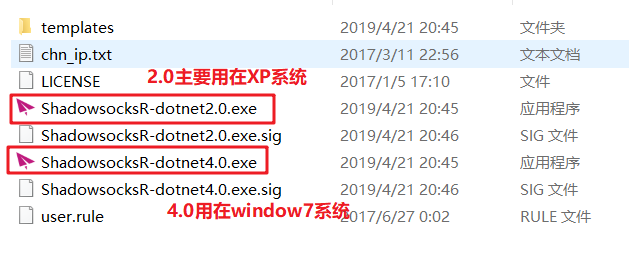 templates 2019/4/21 20:45 文件夹
chn_ip.txt 2017/3/11 22:56 文本文档
2.0主要用在XP系统
LICENSE 2017/1/5 17:10 文件
ShadowsocksR-dotnet2.0.exe 2019/4/21 20:45 应用程序
ShadowsocksR-dotnet2.0.exe.sig 2019/4/21 20:46 SIG 文件
ShadowsocksR-dotnet4.0.exe 2019/4/21 20:45 应用程序
ShadowsocksR-dotnet4.0.exe.sig 2019/4/21 20:46 SIG 文件
4.0用在window7系统
user.rule 2017/6/27 0:02 RULE 文件